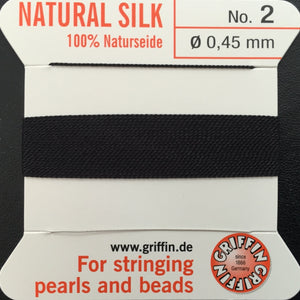 NATURAL SILK
100% Naturseide
No. 2
Ø 0,45 mm
www.griffin.de
For stringing
pearls and beads
GRIFFIN
since
1866
Germany
GRIFFIN